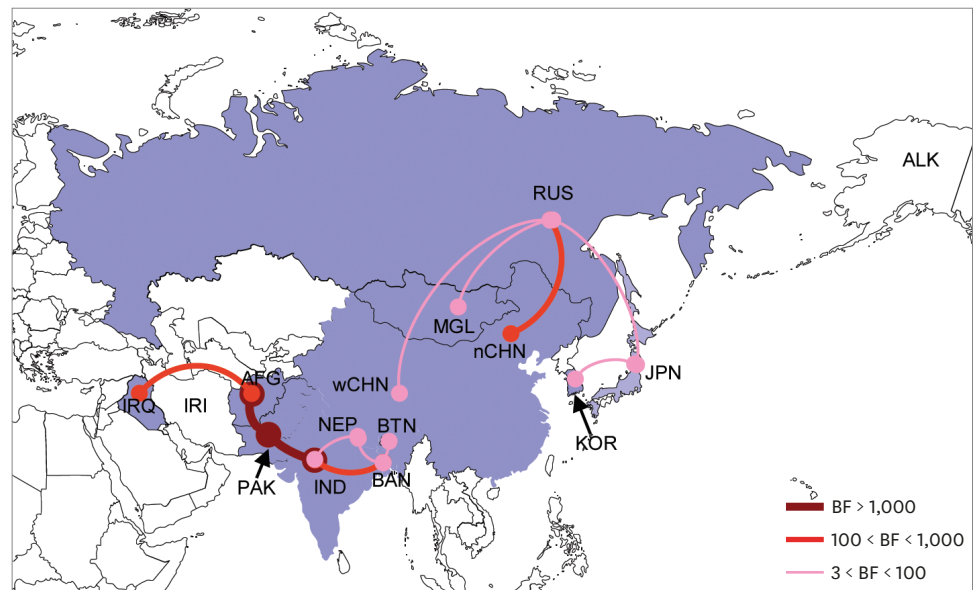 ALK
RUS
MGL
nCHN
JPN
AFG
wCHN
IRQ
IRI
NEP
BTN
KOR
PAK
IND
BAN
BF > 1,000
100 < BF < 1,000
3 < BF < 100